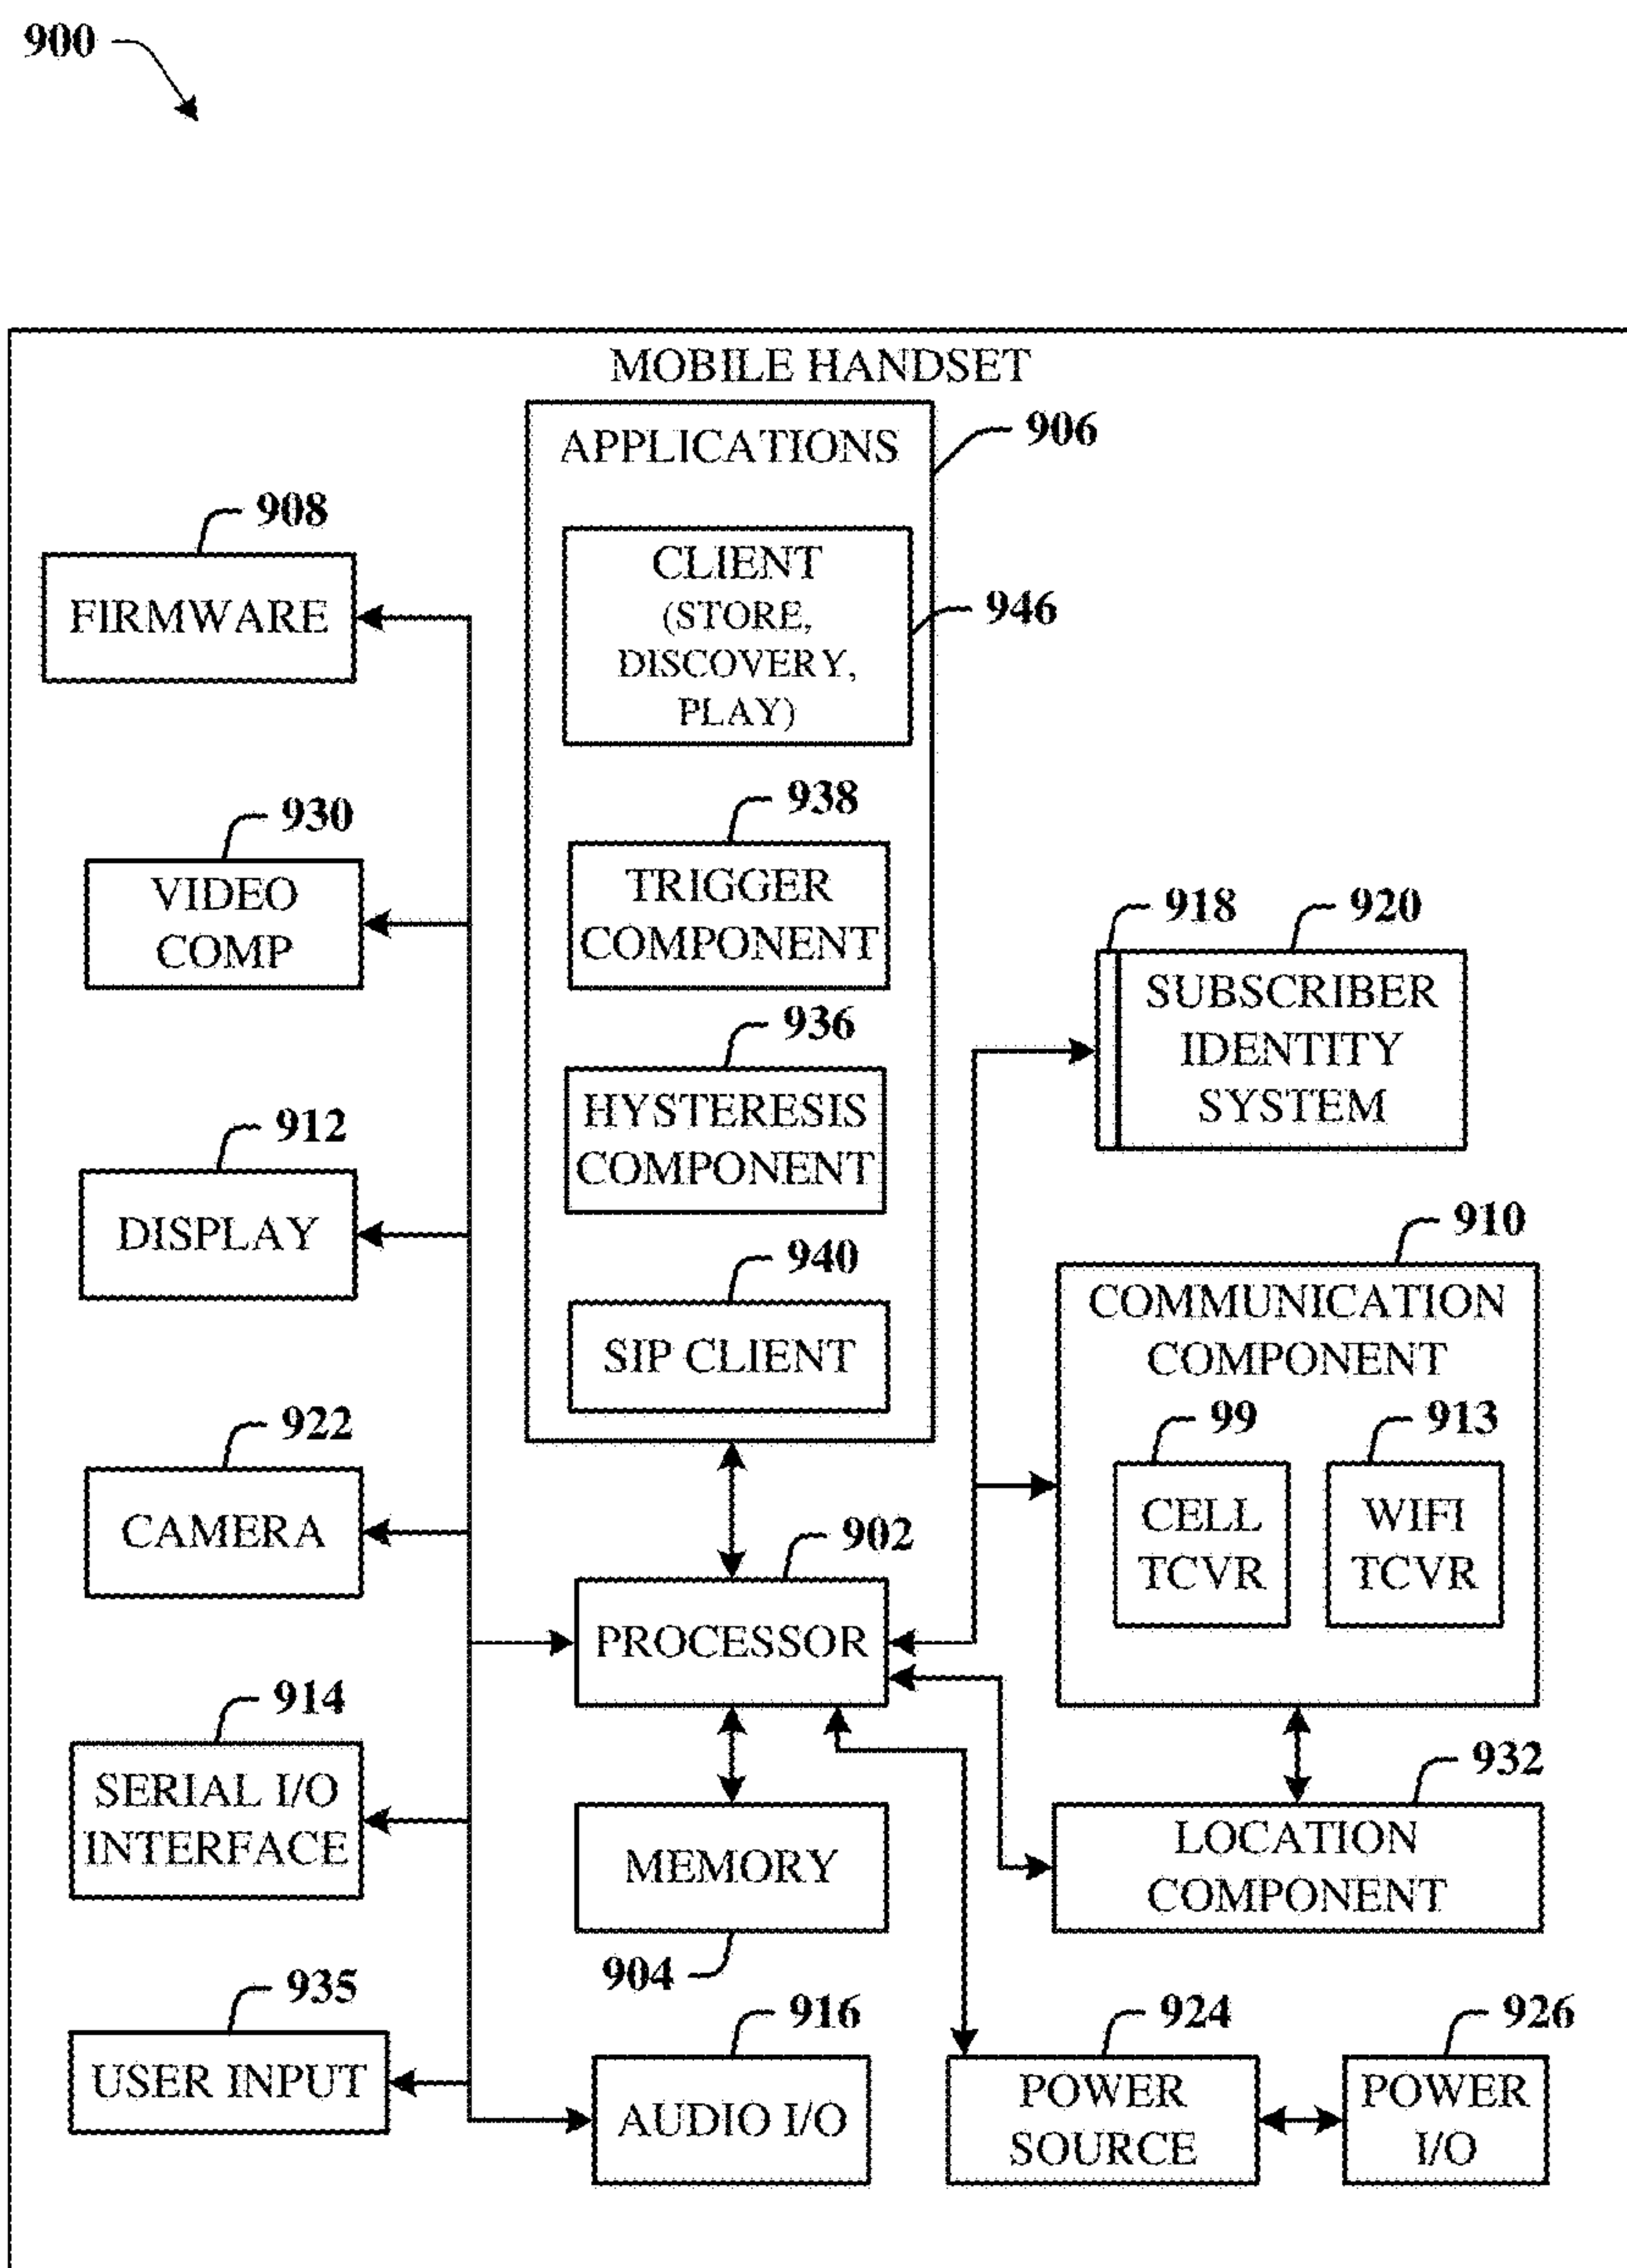 900
MOBILE HANDSET
APPLICATIONS
906
CLIENT
(STORE,
DISCOVERY,
PLAY)
946
908
FIRMWARE
938
TRIGGER
COMPONENT
930
VIDEO
COMP
918
920
SUBSCRIBER
IDENTITY
SYSTEM
936
HYSTERESIS
COMPONENT
912
DISPLAY
940
SIP CLIENT
910
COMMUNICATION
COMPONENT
99
CELL
TCVR
913
WIFI
TCVR
922
CAMERA
902
PROCESSOR
914
SERIAL I/O
INTERFACE
MEMORY
904
932
LOCATION
COMPONENT
935
USER INPUT
916
AUDIO I/O
924
POWER
SOURCE
926
POWER
I/O